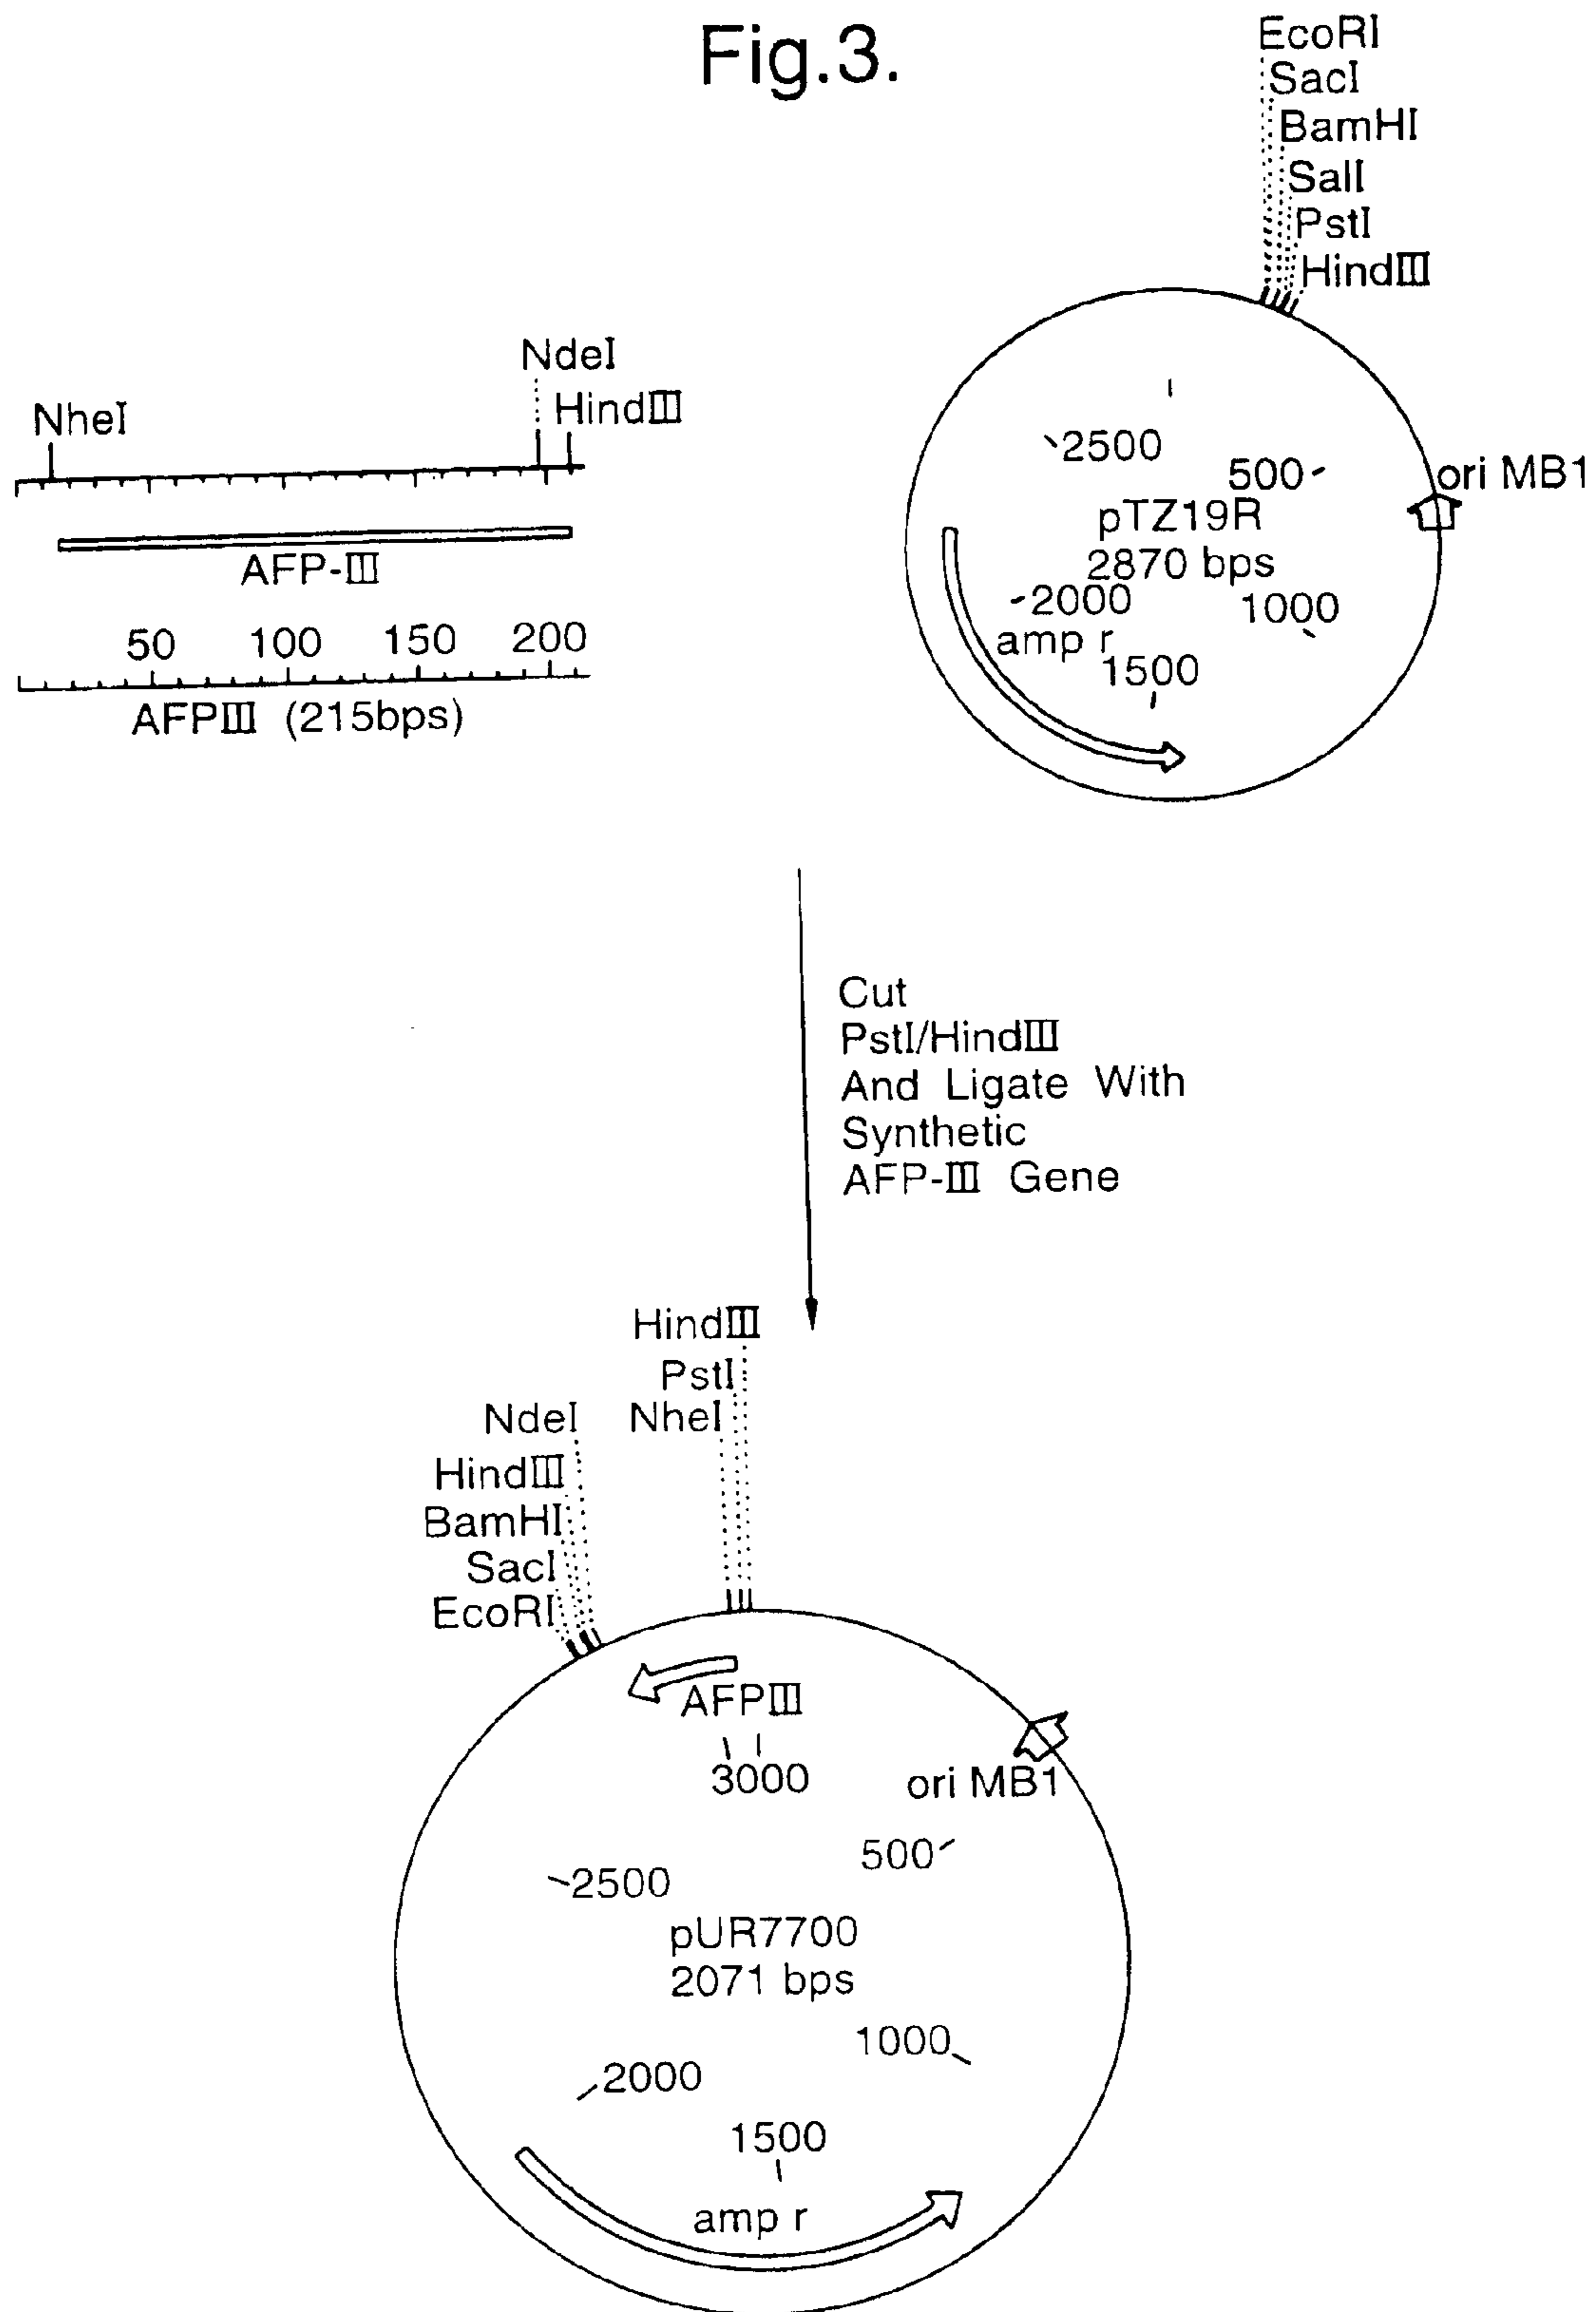 Fig.3.
EcoRI
SacI
BamHI
SalI
PstI
HindIII
NdeI
HindIII
NheI
AFP-III
50 100 150 200
AFPIII (215bps)
2500
500
ori MB1
pTZ19R
2870 bps
2000
1000
amp r
1500
Cut
PstI/HindIII
And Ligate With
Synthetic
AFP-III Gene
HindIII
PstI
NheI
NdeI
HindIII
BamHI
SacI
EcoRI
AFPIII
3000
ori MB1
500
2500
pUR7700
2071 bps
1000
2000
1500
amp r